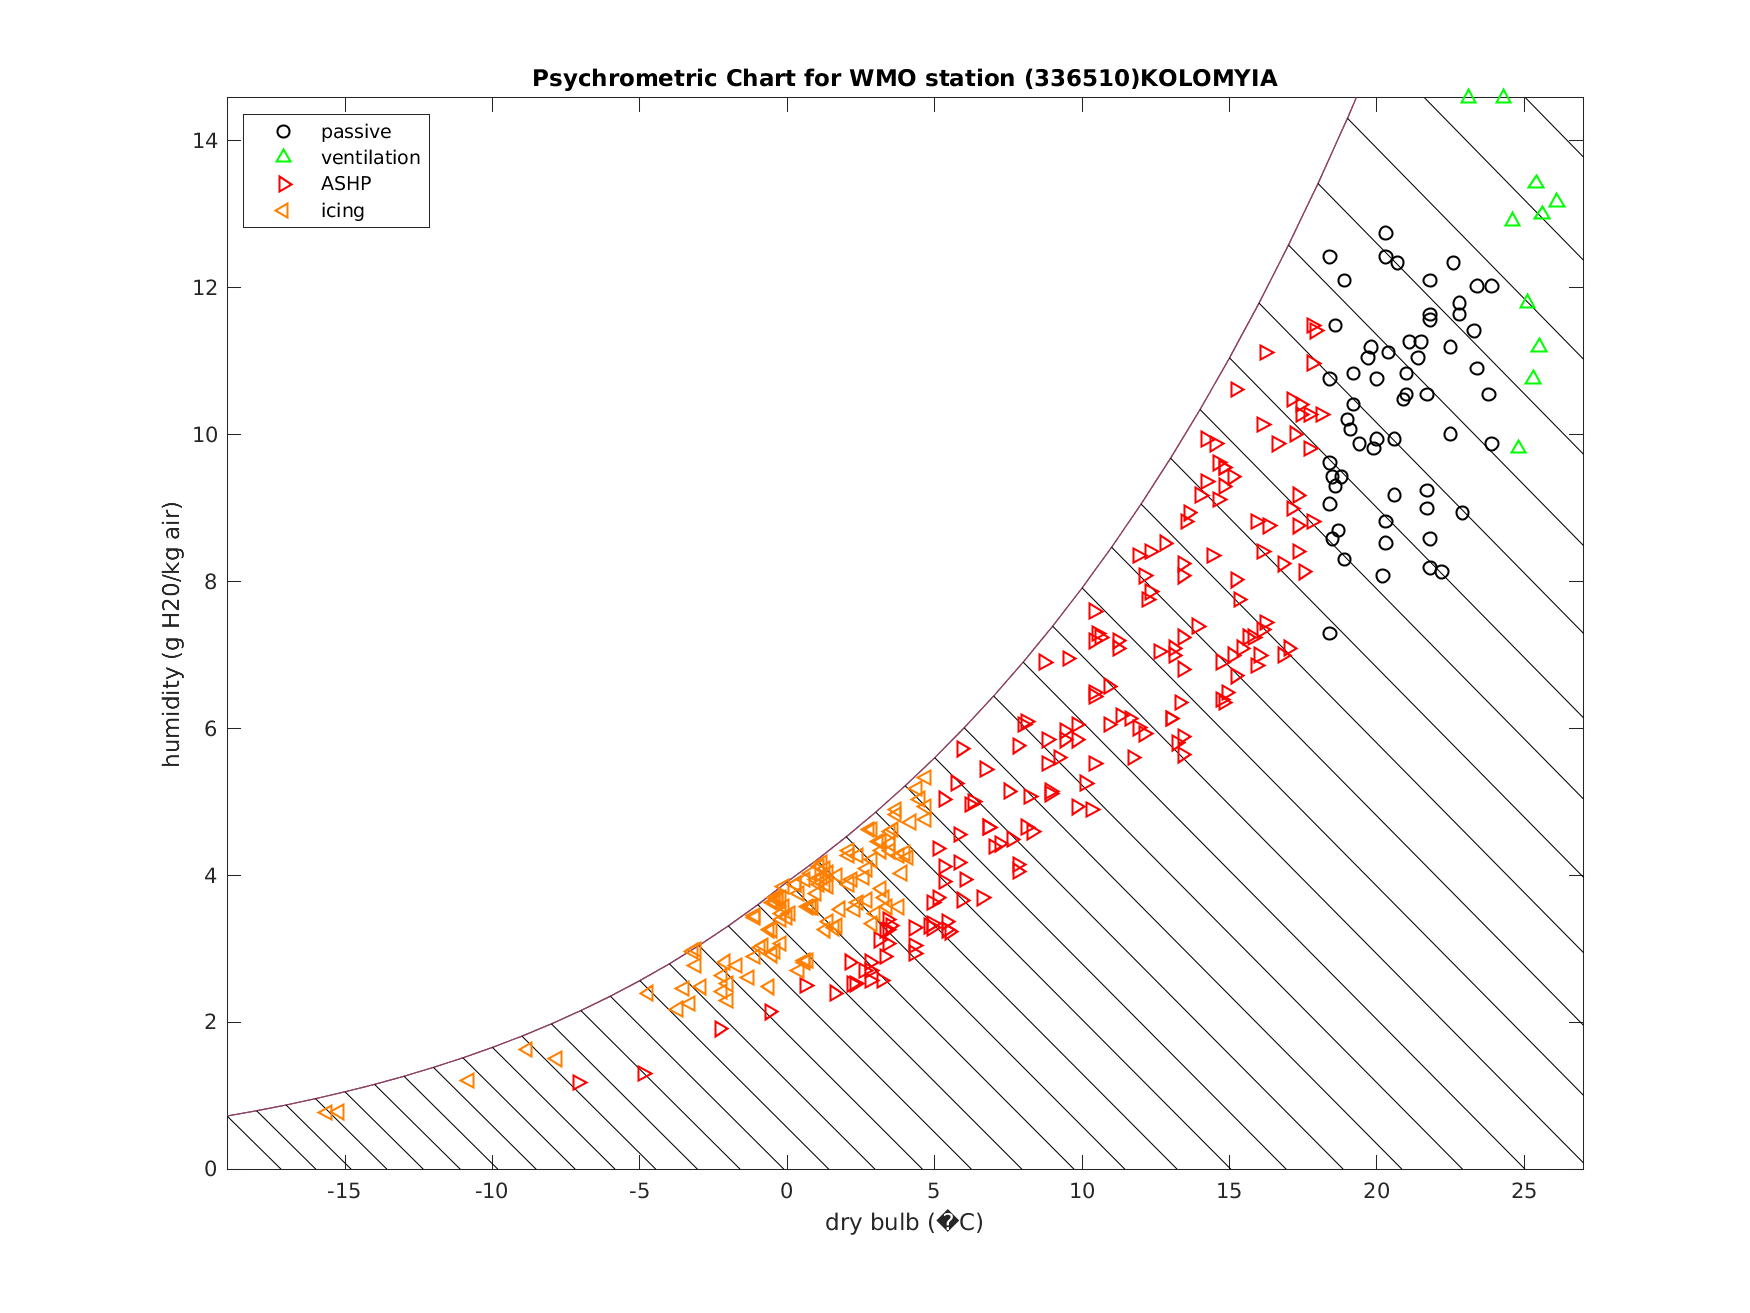 Psychrometric Chart for WMO station (336510)KOLOMYIA
passive
ventilation
ASHP
icing
14
12
10
8
6
4
2
0
humidity (g H20/kg air)
-15 -10 -5 0 5 10 15 20 25
dry bulb (�C)